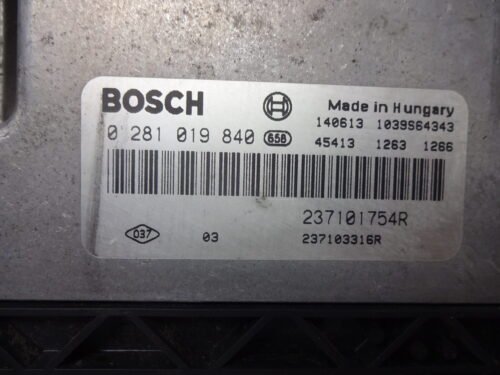 BOSCH
Made in Hungary
140613 1039S64343
0 281 019 840 658
45413 1263 1266
237101754R
037 03 237103316R